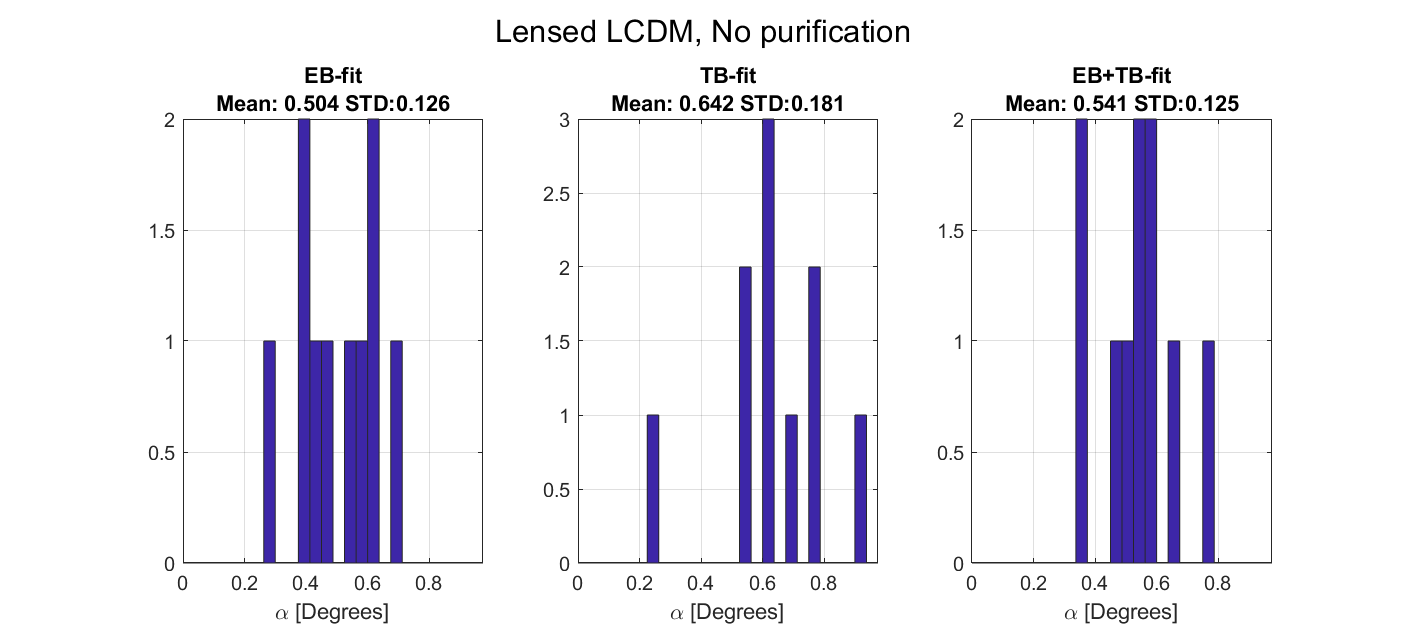 Lensed LCDM, No purification
EB-fit
Mean: 0.504 STD:0.126
2
1.5
1
0.5
0
0 0.2 0.4 0.6 0.8
α [Degrees]
TB-fit
Mean: 0.642 STD:0.181
3
2.5
2
1.5
1
0.5
0
0 0.2 0.4 0.6 0.8
α [Degrees]
EB+TB-fit
Mean: 0.541 STD:0.125
2
1.5
1
0.5
0
0 0.2 0.4 0.6 0.8
α [Degrees]